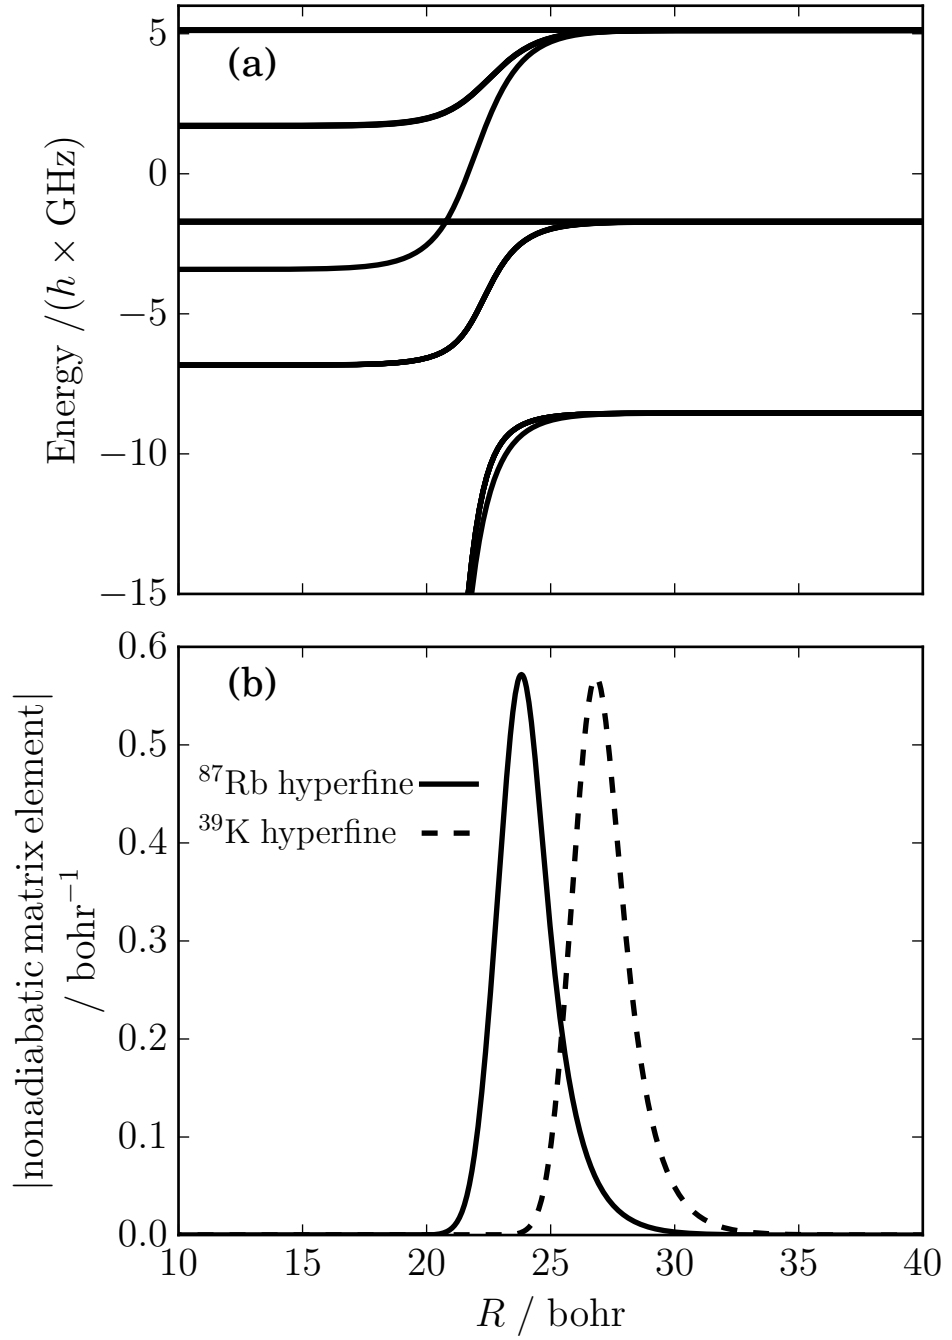 (a)
5
0
−5
−10
−15
Energy /(h × GHz)
(b)
0.6
0.5
0.4
0.3
0.2
0.1
0.0
|nonadiabatic matrix element|
/ bohr⁻¹
⁸⁷Rb hyperfine
³⁹K hyperfine
10 15 20 25 30 35 40
R / bohr